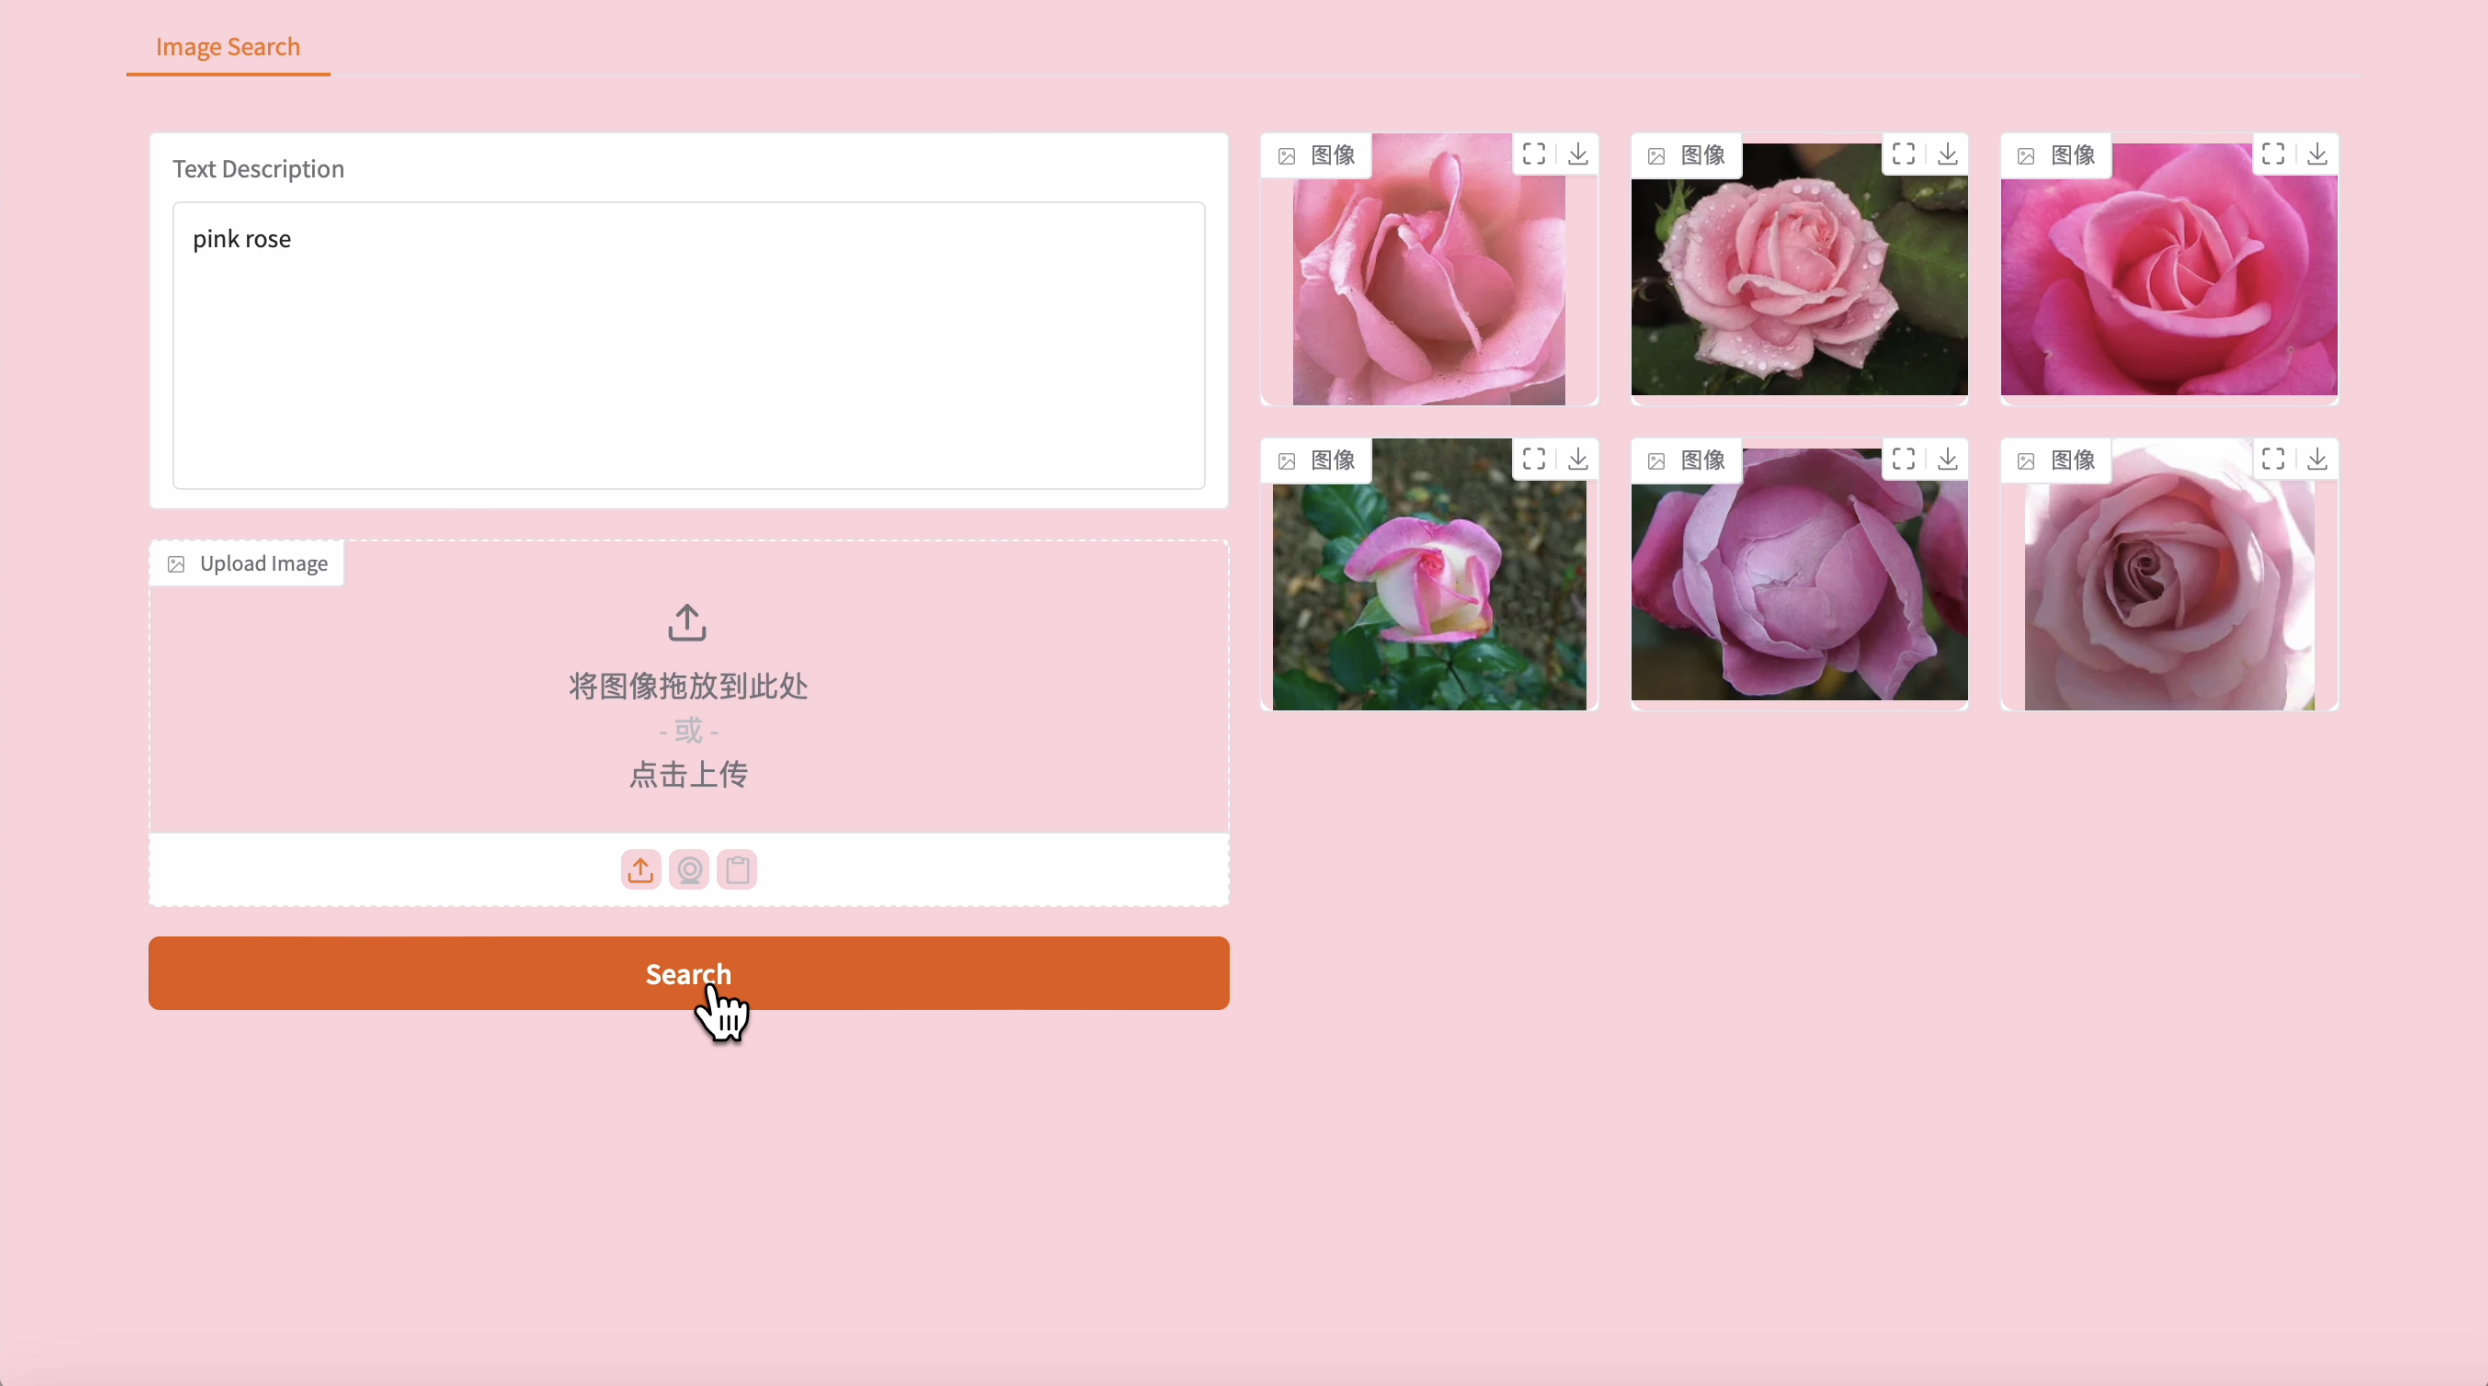 Image Search
Text Description
pink rose
Upload Image
将图像拖放到此处
- 或 -
点击上传
Search
图像
图像
图像
图像
图像
图像